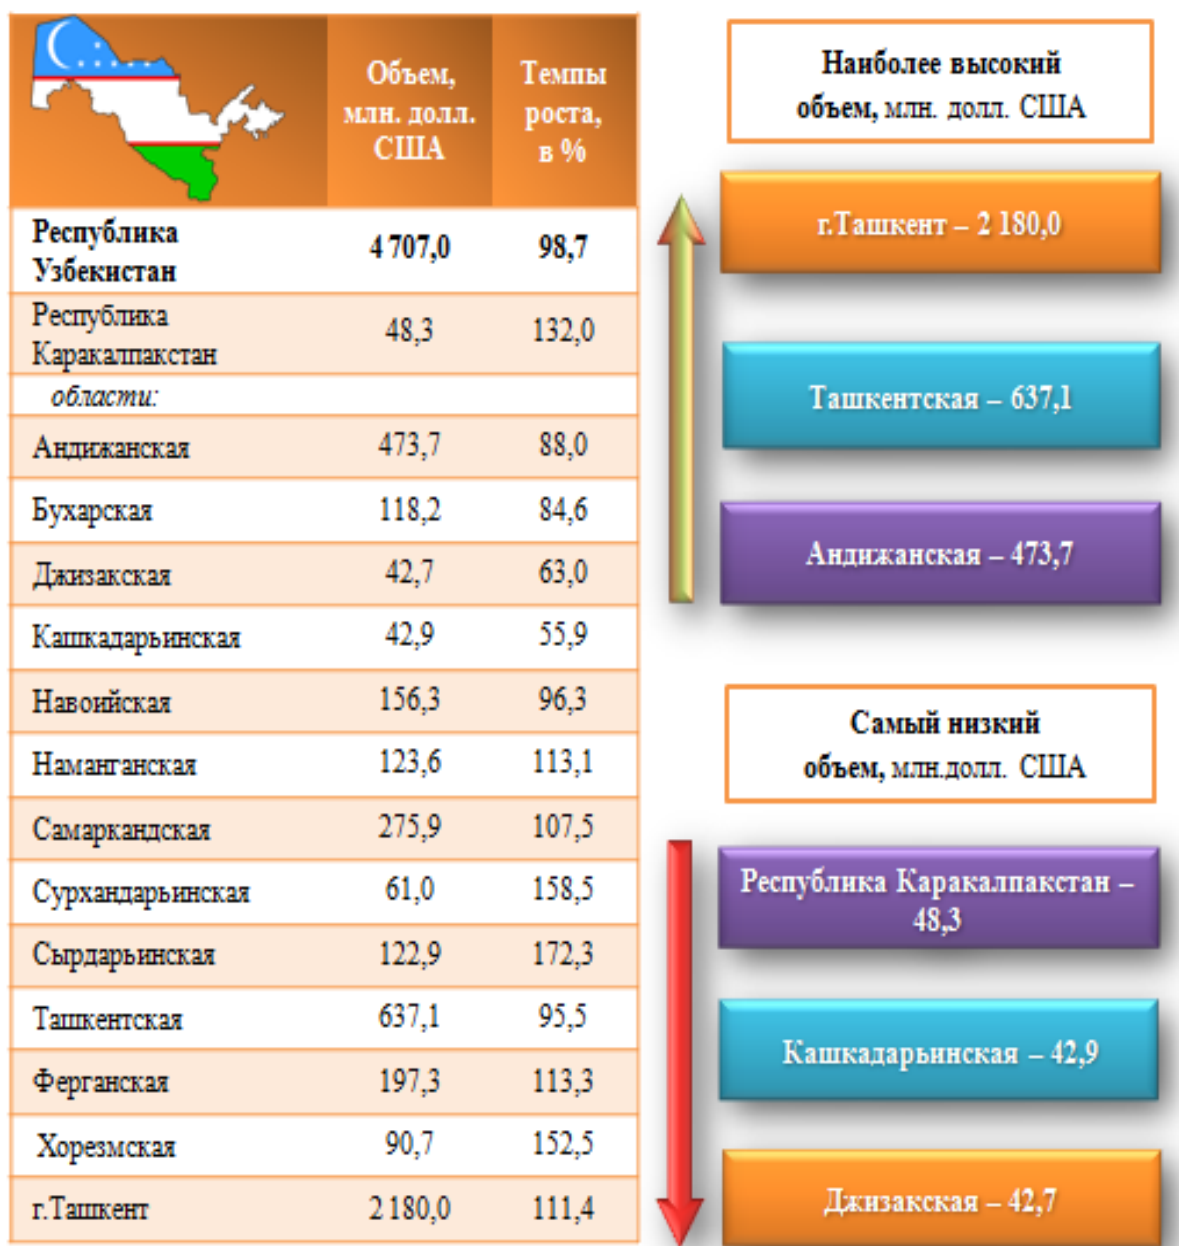 Объем,
млн. долл.
США
Темпы
роста,
в %
Республика
Узбекистан
4 707,0
98,7
Республика
Каракалпакстан
48,3
132,0
области:
Андижанская 473,7 88,0
Бухарская 118,2 84,6
Джизакская 42,7 63,0
Кашкадарьинская 42,9 55,9
Навоийская 156,3 96,3
Наманганская 123,6 113,1
Самаркандская 275,9 107,5
Сурхандарьинская 61,0 158,5
Сырдарьинская 122,9 172,3
Ташкентская 637,1 95,5
Ферганская 197,3 113,3
Хорезмская 90,7 152,5
г.Ташкент 2 180,0 111,4
Наиболее высокий
объем, млн. долл. США
г.Ташкент – 2 180,0
Ташкентская – 637,1
Андижанская – 473,7
Самый низкий
объем, млн.долл. США
Республика Каракалпакстан –
48,3
Кашкадарьинская – 42,9
Джизакская – 42,7